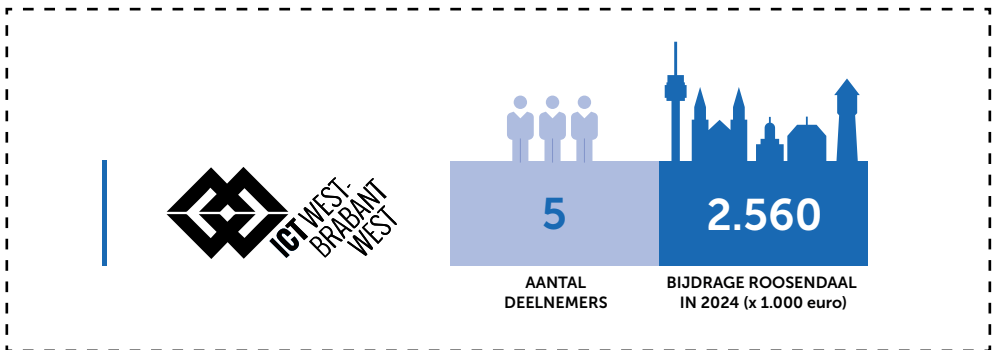 ICT WEST-
BRABANT
WEST
5
2.560
AANTAL
DEELNEMERS
BIJDRAGE ROOSENDAAL
IN 2024 (x 1.000 euro)